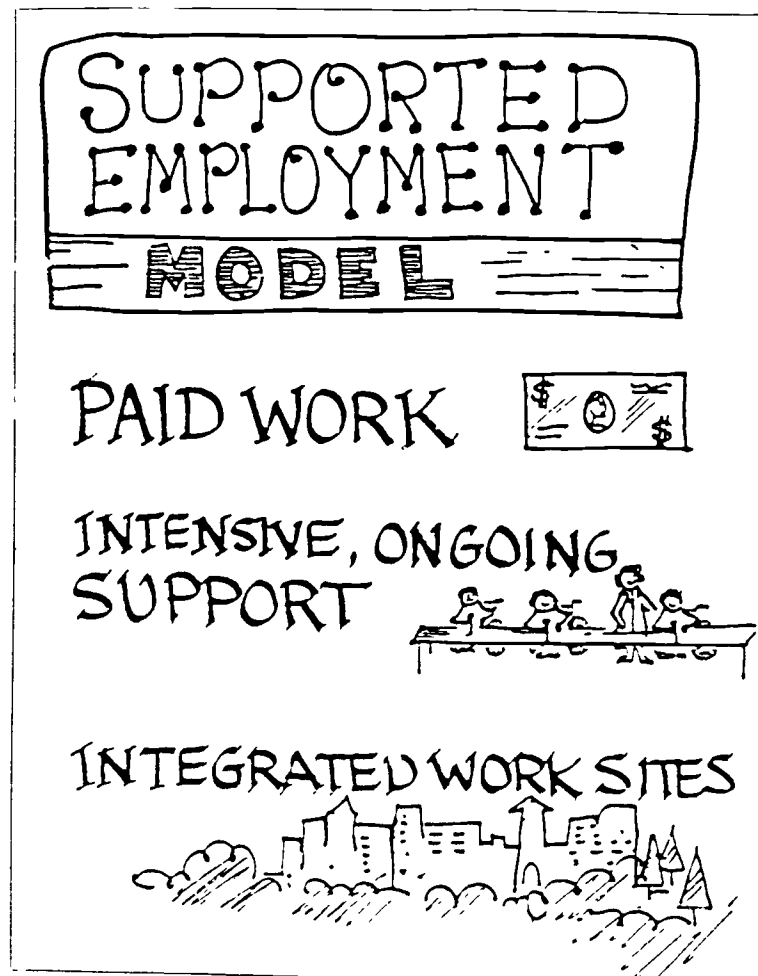 SUPPORTED
EMPLOYMENT
MODEL
PAID WORK
$ $
INTENSIVE, ONGOING
SUPPORT
INTEGRATED WORK SITES